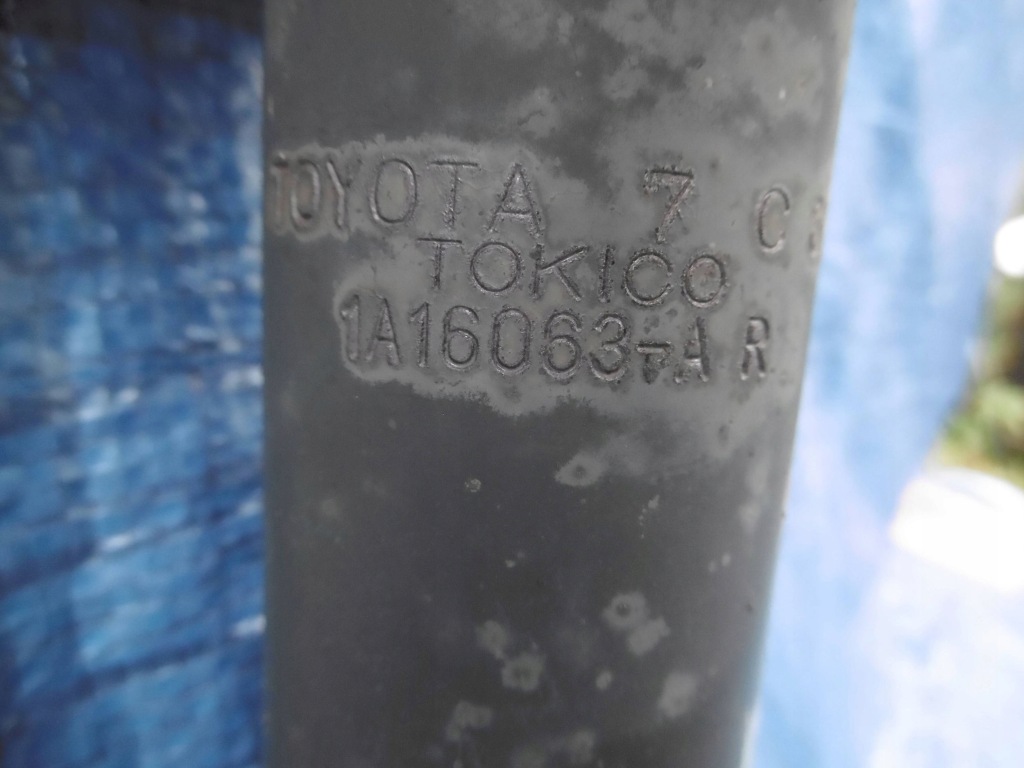 TOYOTA 7 C
TOKICO
1A16063-A R